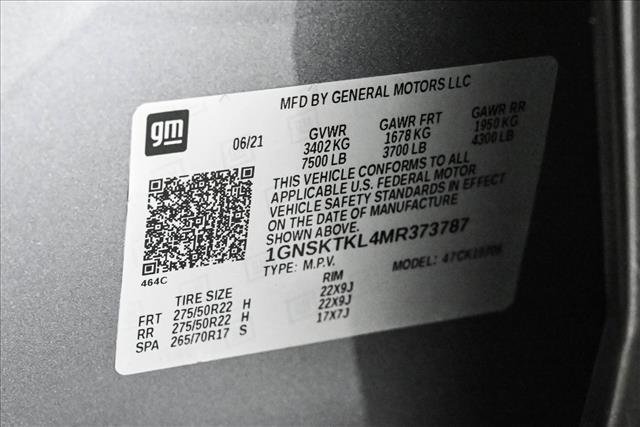 MFD BY GENERAL MOTORS LLC
gm
06/21
GVWR GAWR FRT GAWR RR
3402 KG 1678 KG 1950 KG
7500 LB 3700 LB 4300 LB
THIS VEHICLE CONFORMS TO ALL
APPLICABLE U.S. FEDERAL MOTOR
VEHICLE SAFETY STANDARDS IN EFFECT
ON THE DATE OF MANUFACTURE
SHOWN ABOVE.
1GNSKTKL4MR373787
TYPE: M.P.V. MODEL:
464C
TIRE SIZE RIM
FRT 275/50R22 H 22X9J
RR 275/50R22 H 22X9J
SPA 265/70R17 S 17X7J